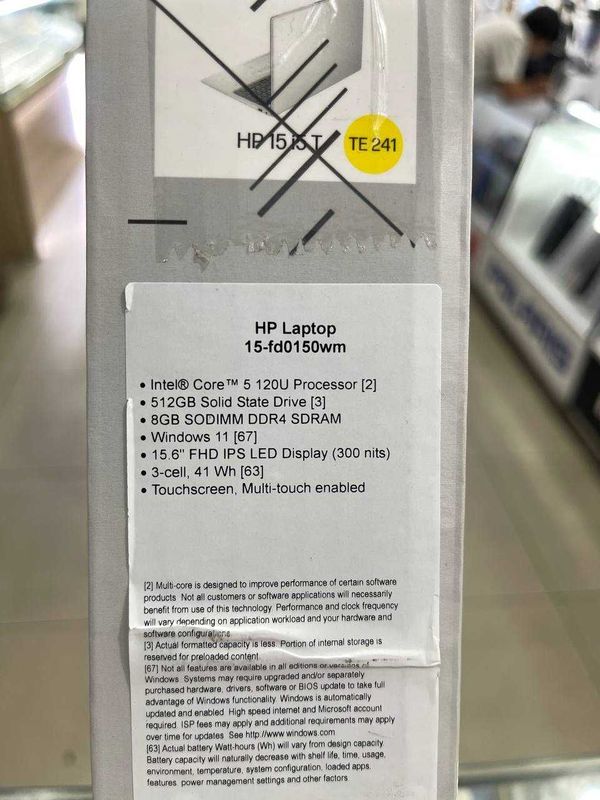 HP 15 i5 T
TE 241
HP Laptop
15-fd0150wm
• Intel® Core™ 5 120U Processor [2]
• 512GB Solid State Drive [3]
• 8GB SODIMM DDR4 SDRAM
• Windows 11 [67]
• 15.6" FHD IPS LED Display (300 nits)
• 3-cell, 41 Wh [63]
• Touchscreen, Multi-touch enabled
[2] Multi-core is designed to improve performance of certain software
products. Not all customers or software applications will necessarily
benefit from use of this technology. Performance and clock frequency
will vary depending on application workload and your hardware and
software configurations
[3] Actual formatted capacity is less. Portion of internal storage is
reserved for preloaded content
[67] Not all features are available in all editions or versions of
Windows. Systems may require upgraded and/or separately
purchased hardware, drivers, software or BIOS update to take full
advantage of Windows functionality. Windows is automatically
updated and enabled. High speed internet and Microsoft account
required. ISP fees may apply and additional requirements may apply
over time for updates. See http://www.windows.com
[63] Actual battery Watt-hours (Wh) will vary from design capacity.
Battery capacity will naturally decrease with shelf life, time, usage,
environment, temperature, system configuration, loaded apps,
features, power management settings and other factors